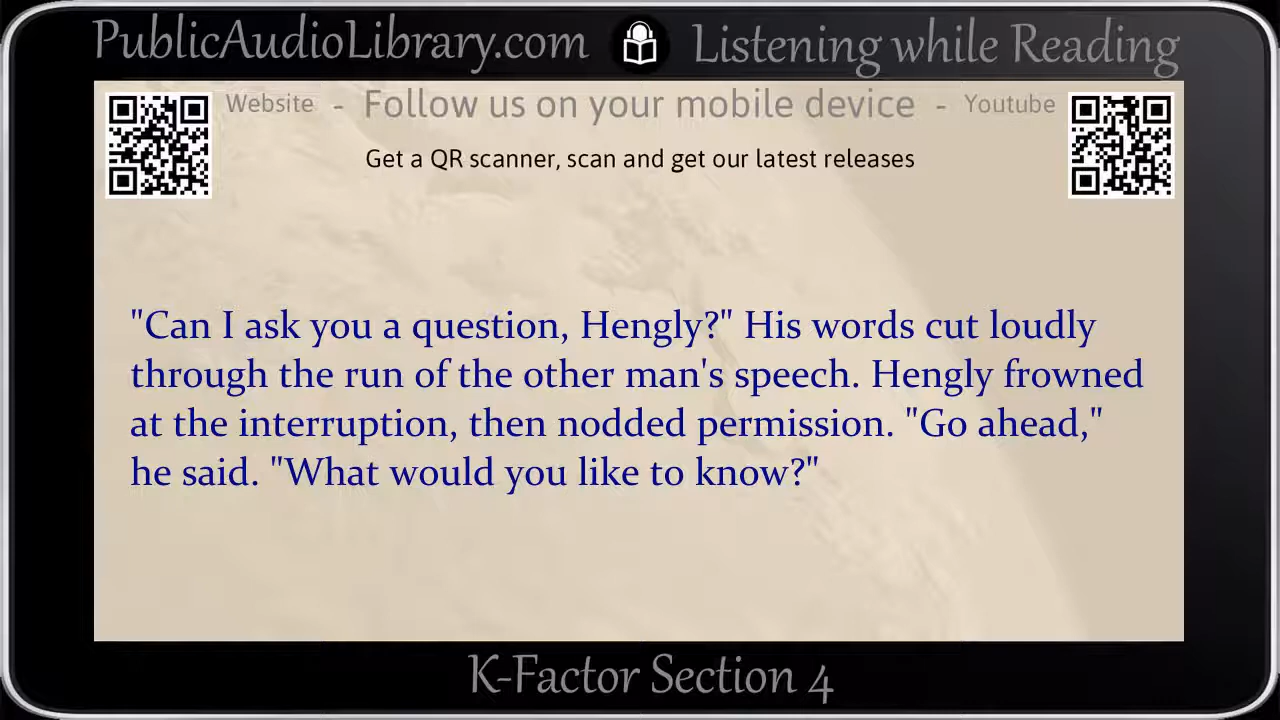 PublicAudioLibrary.com Listening while Reading
Website - Follow us on your mobile device - Youtube
Get a QR scanner, scan and get our latest releases
"Can I ask you a question, Hengly?" His words cut loudly
through the run of the other man's speech. Hengly frowned
at the interruption, then nodded permission. "Go ahead,"
he said. "What would you like to know?"
K-Factor Section 4